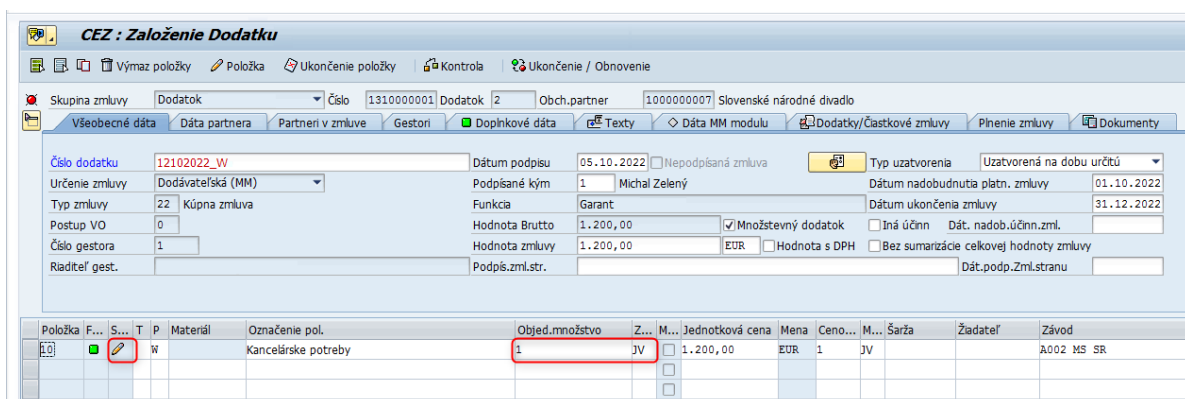 CEZ : Založenie Dodatku
Výmaz položky Položka Ukončenie položky Kontrola Ukončenie / Obnovenie
Skupina zmluvy Dodatok Číslo 1310000001 Dodatok 2 Obch.partner 1000000007 Slovenské národné divadlo
Všeobecné dáta Dáta partnera Partneri v zmluve Gestori Doplnkové dáta Texty Dáta MM modulu Dodatky/Čiastkové zmluvy Plnenie zmluvy Dokumenty
Číslo dodatku 12102022_W Dátum podpisu 05.10.2022 Nepodpísaná zmluva Typ uzatvorenia Uzatvorená na dobu určitú
Určenie zmluvy Dodávateľská (MM) Podpísané kým 1 Michal Zelený Dátum nadobudnutia platn. zmluvy 01.10.2022
Typ zmluvy 22 Kúpna zmluva Funkcia Garant Dátum ukončenia zmluvy 31.12.2022
Postup VO 0 Hodnota Brutto 1.200,00 Množstevný dodatok Iná účinn Dát. nadob.účinn.zml.
Číslo gestora 1 Hodnota zmluvy 1.200,00 EUR Hodnota s DPH Bez sumarizácie celkovej hodnoty zmluvy
Riaditeľ gest. Podpís.zml.str. Dát.podp.Zml.stranu
Položka F... S... T P Materiál Označenie pol. Objed.množstvo Z... M... Jednotková cena Mena Ceno... M... Šarža Žiadateľ Závod
10 W Kancelárske potreby 1 JV 1.200,00 EUR 1 JV A002 MS SR